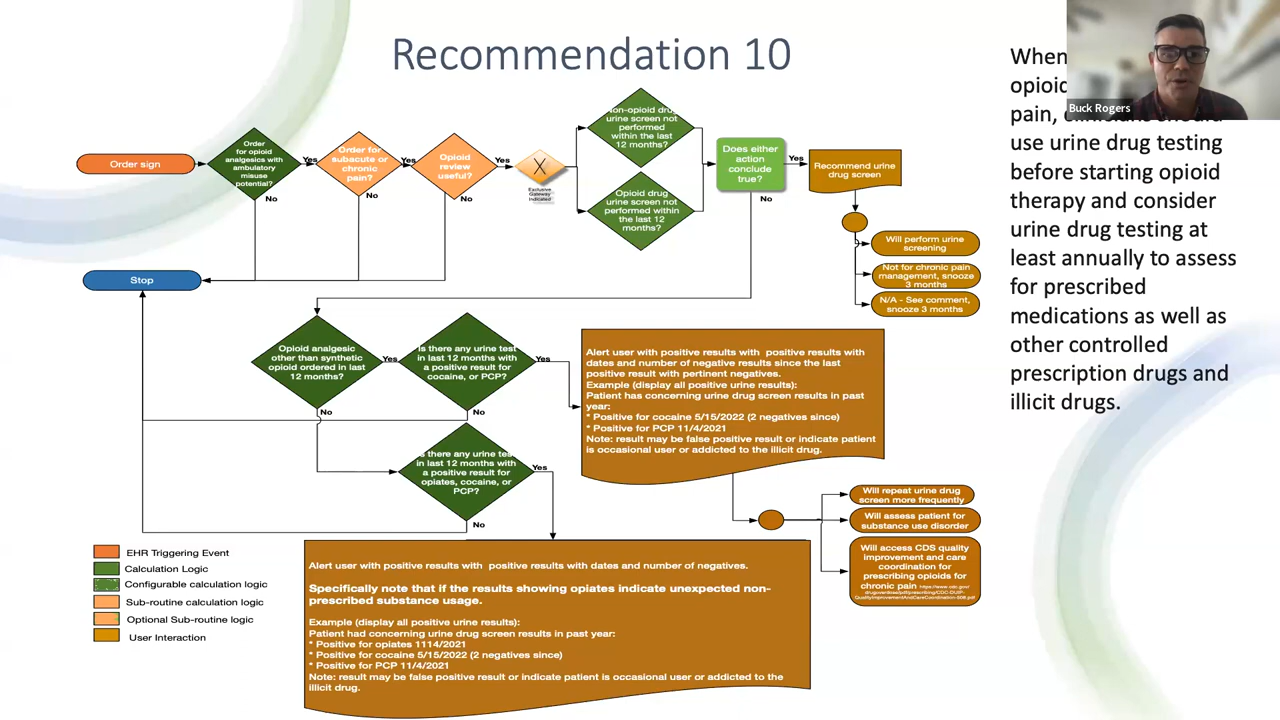 Recommendation 10
When
opioid
pain, clinicians should
use urine drug testing
before starting opioid
therapy and consider
urine drug testing at
least annually to assess
for prescribed
medications as well as
other controlled
prescription drugs and
illicit drugs.
Buck Rogers
Order sign
Order
for opioid
analgesics with
ambulatory
misuse
potential?
Yes
No
Order for
subacute or
chronic
pain?
Yes
No
Opioid
review
useful?
Yes
No
X
Exclusive
Gateway
Indicated
Non-opioid drug
urine screen not
performed
within the last
12 months?
Opioid drug
urine screen not
performed within
the last 12
months?
Does either
action
conclude
true?
Yes
No
Recommend urine
drug screen
Will perform urine
screening
Not for chronic pain
management, snooze
3 months
N/A - See comment,
snooze 3 months
Stop
Opioid analgesic
other than synthetic
opioid ordered in last
12 months?
Yes
No
Is there any urine test
in last 12 months with
a positive result for
cocaine, or PCP?
Yes
No
Alert user with positive results with positive results with
dates and number of negative results since the last
positive result with pertinent negatives.
Example (display all positive urine results):
Patient has concerning urine drug screen results in past
year:
* Positive for cocaine 5/15/2022 (2 negatives since)
* Positive for PCP 11/4/2021
Note: result may be false positive result or indicate patient
is occasional user or addicted to the illicit drug.
Is there any urine test
in last 12 months with
a positive result for
opiates, cocaine, or
PCP?
Yes
No
Will repeat urine drug
screen more frequently
Will assess patient for
substance use disorder
Will access CDS quality
improvement and care
coordination for
prescribing opioids for
chronic pain
Alert user with positive results with positive results with dates and number of negatives.
Specifically note that if the results showing opiates indicate unexpected non-
prescribed substance usage.
Example (display all positive urine results):
Patient had concerning urine drug screen results in past year:
* Positive for opiates 1114/2021
* Positive for cocaine 5/15/2022 (2 negatives since)
* Positive for PCP 11/4/2021
Note: result may be false positive result or indicate patient is occasional user or addicted to the
illicit drug.
EHR Triggering Event
Calculation Logic
Configurable calculation logic
Sub-routine calculation logic
Optional Sub-routine logic
User Interaction